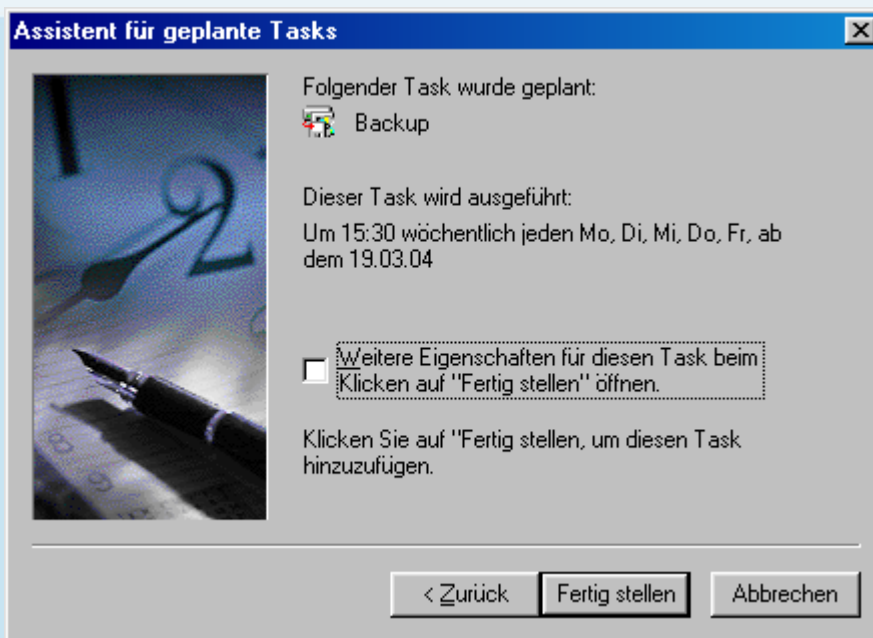 Assistent für geplante Tasks
Folgender Task wurde geplant:
Backup
Dieser Task wird ausgeführt:
Um 15:30 wöchentlich jeden Mo, Di, Mi, Do, Fr, ab
dem 19.03.04
Weitere Eigenschaften für diesen Task beim
Klicken auf "Fertig stellen" öffnen.
Klicken Sie auf "Fertig stellen, um diesen Task
hinzuzufügen.
< Zurück
Fertig stellen
Abbrechen
2